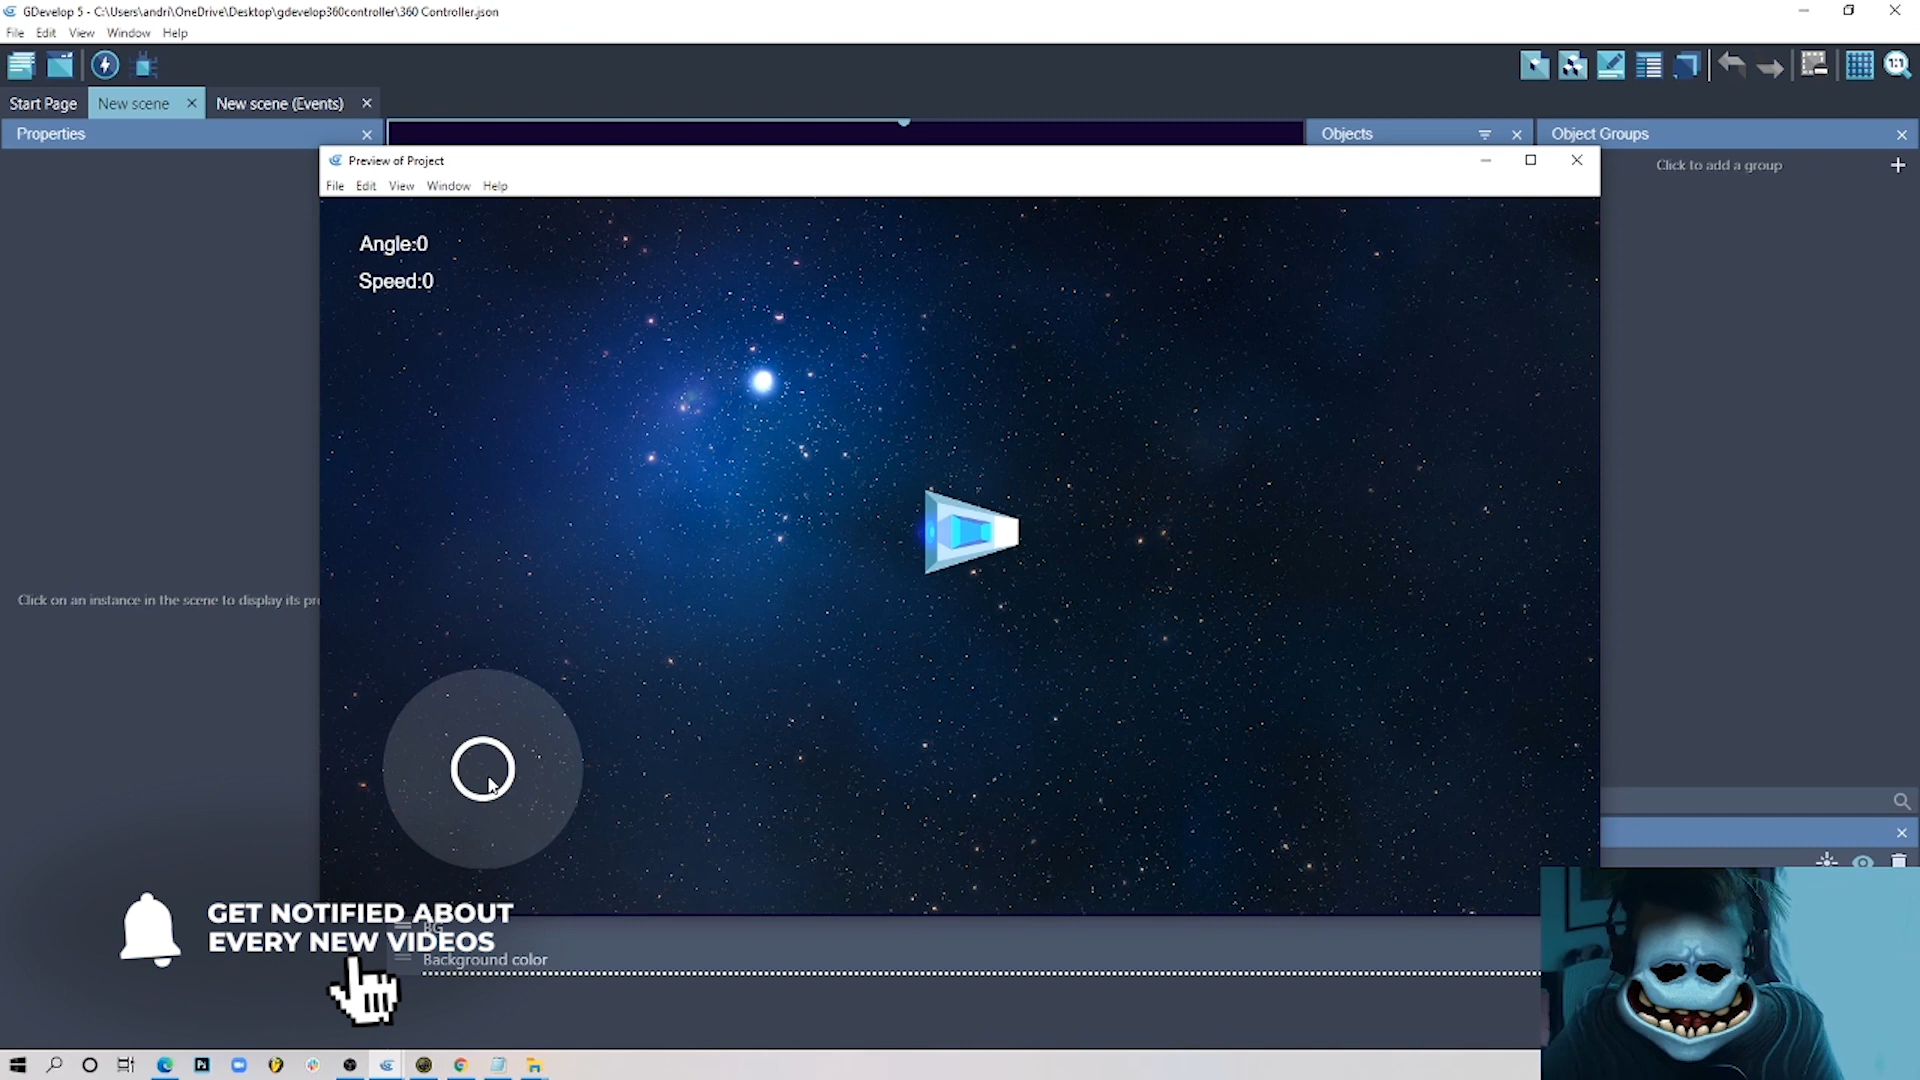 GDevelop 5 - C:\Users\andri\OneDrive\Desktop\gdevelop360controller\360 Controller.json
File Edit View Window Help
1:1
Start Page New scene New scene (Events)
Properties Objects Object Groups
Preview of Project
Click to add a group
File Edit View Window Help
Angle:0
Speed:0
Click on an instance in the scene to display its
GET NOTIFIED ABOUT
EVERY NEW VIDEOS
BG
Background color